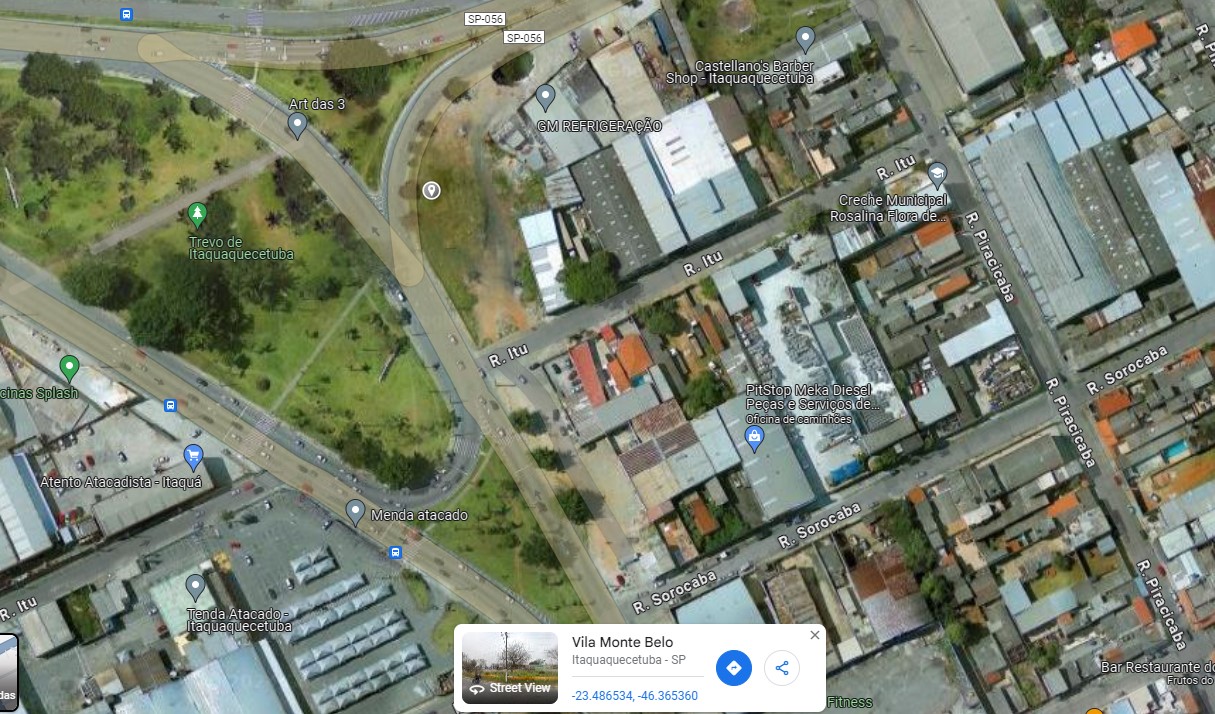 SP-056
SP-056
Castellano's Barber
Shop - Itaquaquecetuba
Art das 3
GM REFRIGERAÇÃO
R. Itu
Creche Municipal
Rosalina Flora de...
R. Piracicaba
Trevo de
Itaquaquecetuba
R. Itu
R. Itu
R. Sorocaba
cinas Splash
PitStop Meka Diesel
Peças e Serviços de...
Oficina de caminhões
R. Piracicaba
Atento Atacadista - Itaquá
Menda atacado
R. Sorocaba
R. Sorocaba
R. Itu
Tenda Atacado -
Itaquaquecetuba
R. Piracicaba
Vila Monte Belo
Itaquaquecetuba - SP
Street View
-23.486534, -46.365360
Bar Restaurante do
Frutos do
das
Fitness
R. P